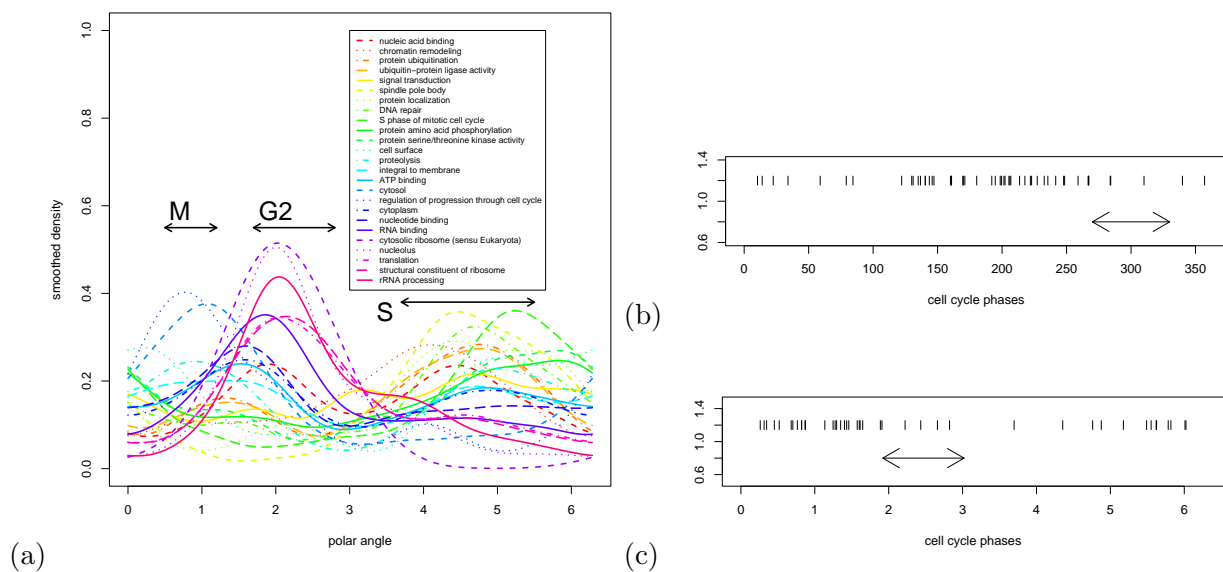 1.0
0.8
0.6
0.4
0.2
0.0
smoothed density
nucleic acid binding
chromatin remodeling
protein ubiquitination
ubiquitin−protein ligase activity
signal transduction
spindle pole body
protein localization
DNA repair
S phase of mitotic cell cycle
protein amino acid phosphorylation
protein serine/threonine kinase activity
cell surface
proteolysis
integral to membrane
ATP binding
cytosol
regulation of progression through cell cycle
cytoplasm
nucleotide binding
RNA binding
cytosolic ribosome (sensu Eukaryota)
nucleolus
translation
structural constituent of ribosome
rRNA processing
M
G2
S
0 1 2 3 4 5 6
polar angle
(a)
1.4
1.0
0.6
0 50 100 150 200 250 300 350
cell cycle phases
(b)
1.4
1.0
0.6
0 1 2 3 4 5 6
cell cycle phases
(c)